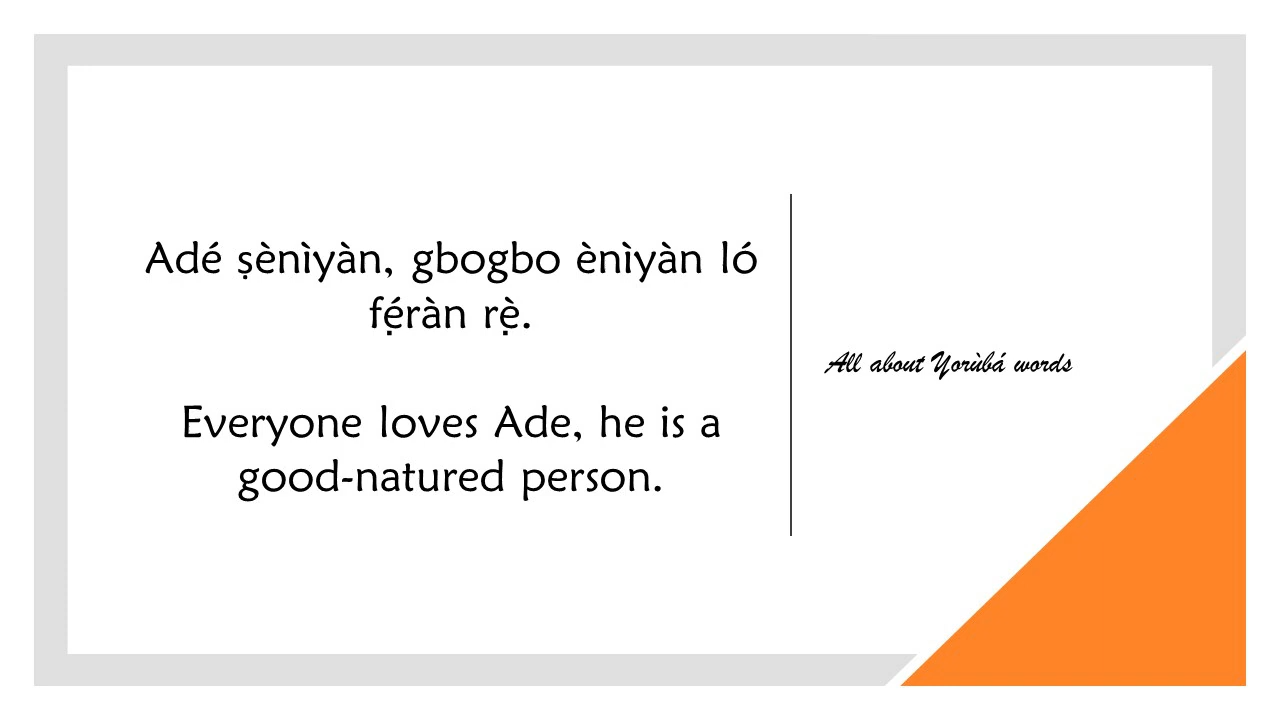 Adé ṣènìyàn, gbogbo ènìyàn ló
fẹ́ràn rẹ̀.
Everyone loves Ade, he is a
good-natured person.
All about Yorùbá words